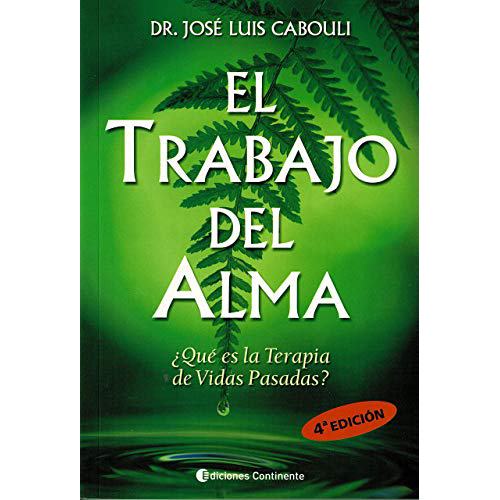 DR. JOSÉ LUIS CABOULI
EL
TRABAJO
DEL
ALMA
¿Qué es la Terapia
de Vidas Pasadas?
4ª EDICIÓN
Ediciones Continente